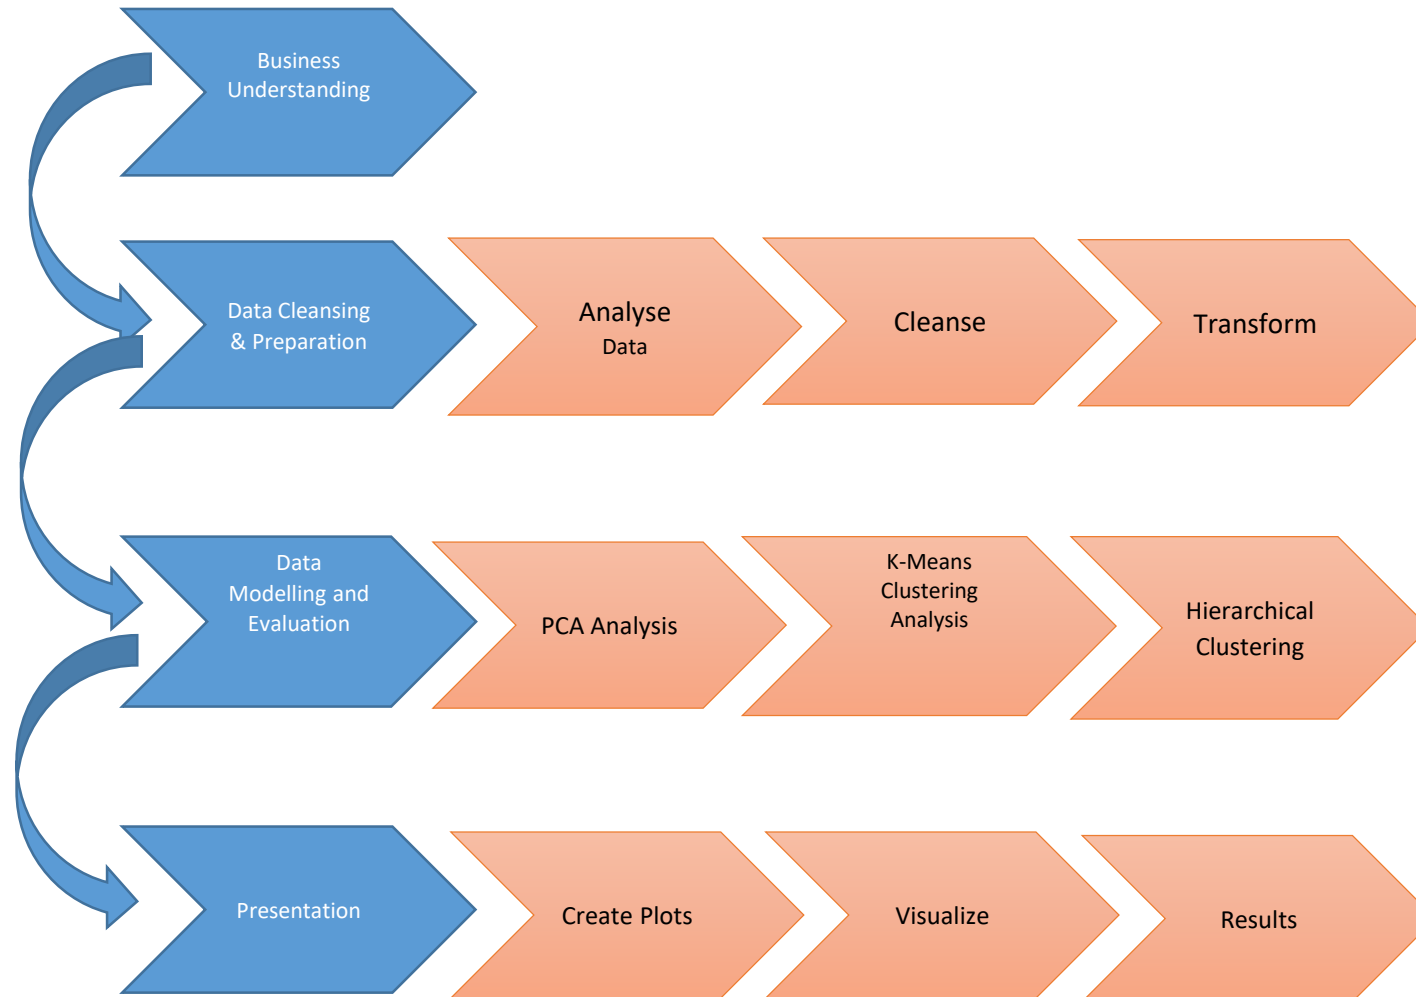 Business
Understanding
Data Cleansing
& Preparation
Analyse
Data
Cleanse
Transform
Data
Modelling and
Evaluation
PCA Analysis
K-Means
Clustering
Analysis
Hierarchical
Clustering
Presentation
Create Plots
Visualize
Results